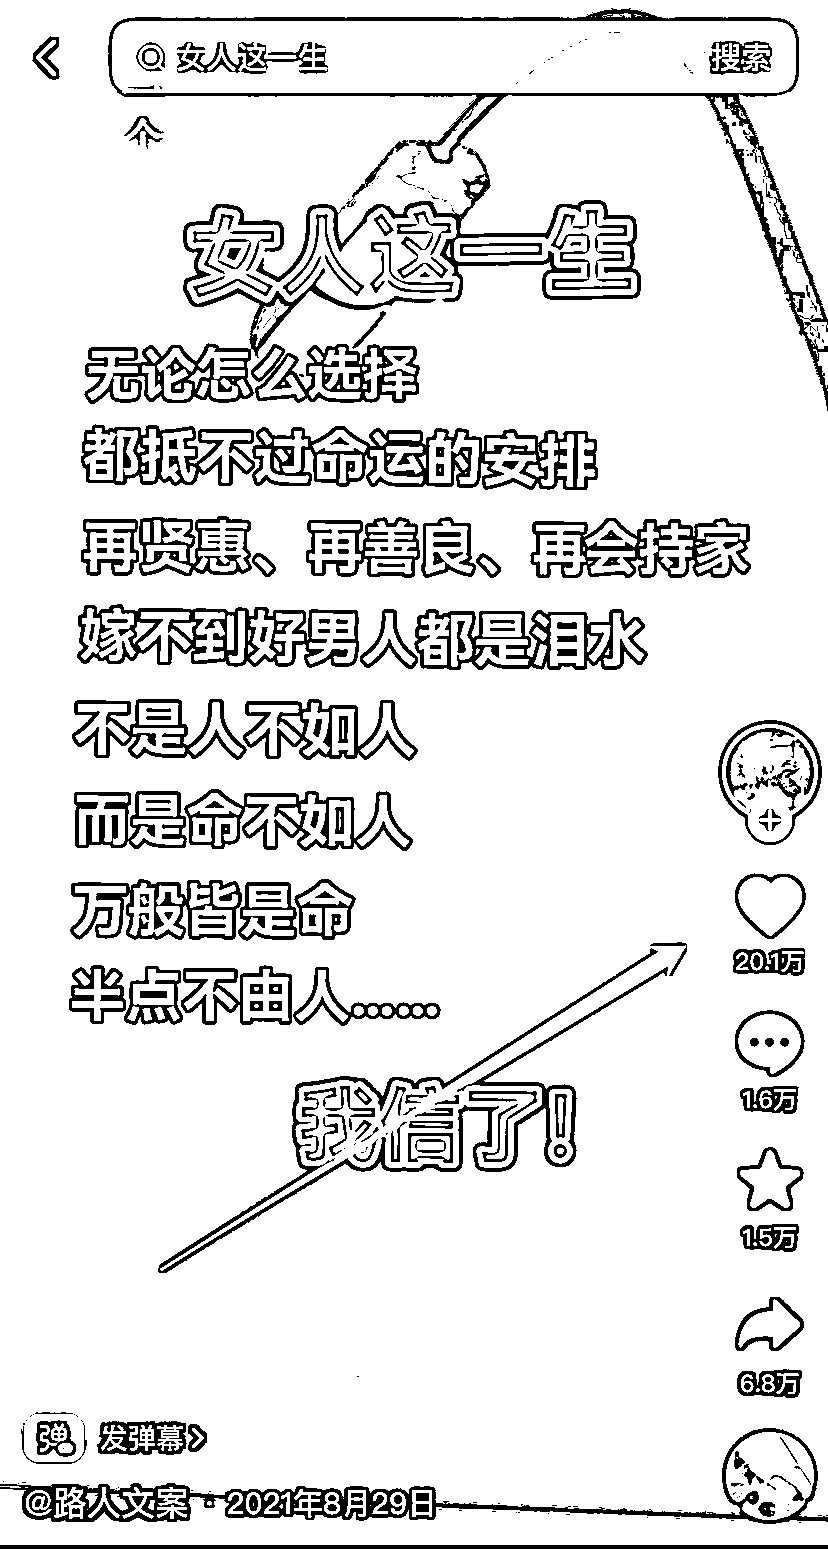 女人这一生 搜索
女人这一生
无论怎么选择
都抵不过命运的安排
再贤惠、再善良、再会持家
嫁不到好男人都是泪水
不是人不如人
而是命不如人
万般皆是命
半点不由人......
我信了!
20.1万
1.6万
1.5万
6.8万
弹 发弹幕>
@路人文案 · 2021年8月29日